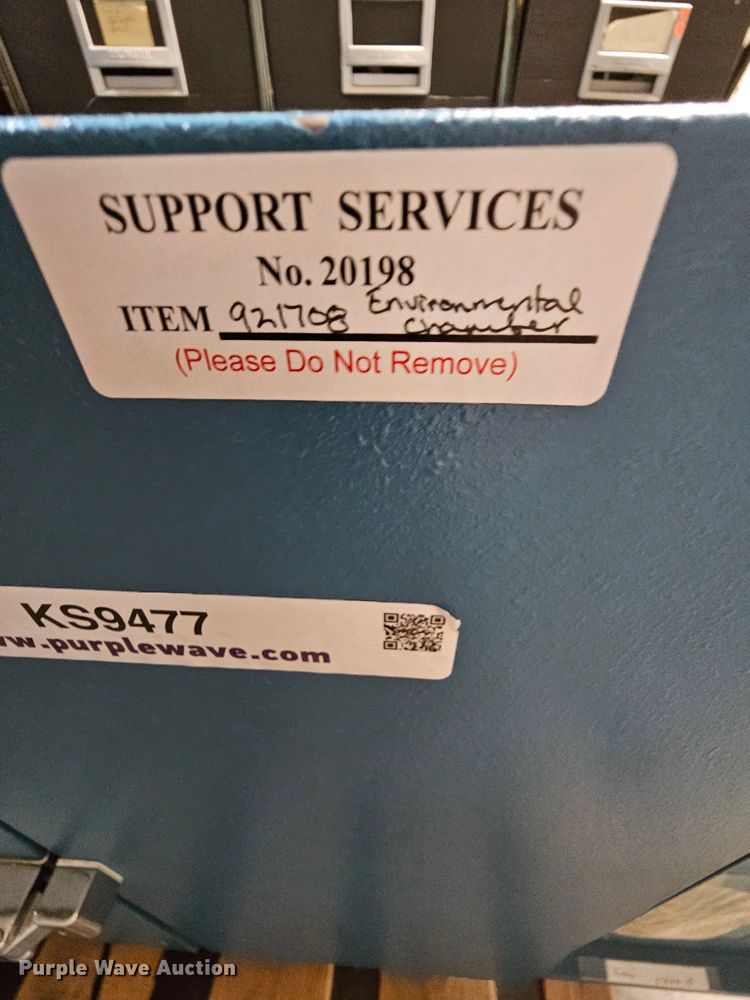 SUPPORT SERVICES
No. 20198
ITEM 921708 Environmental
chamber
(Please Do Not Remove)
KS9477
w.purplewave.com
Purple Wave Auction